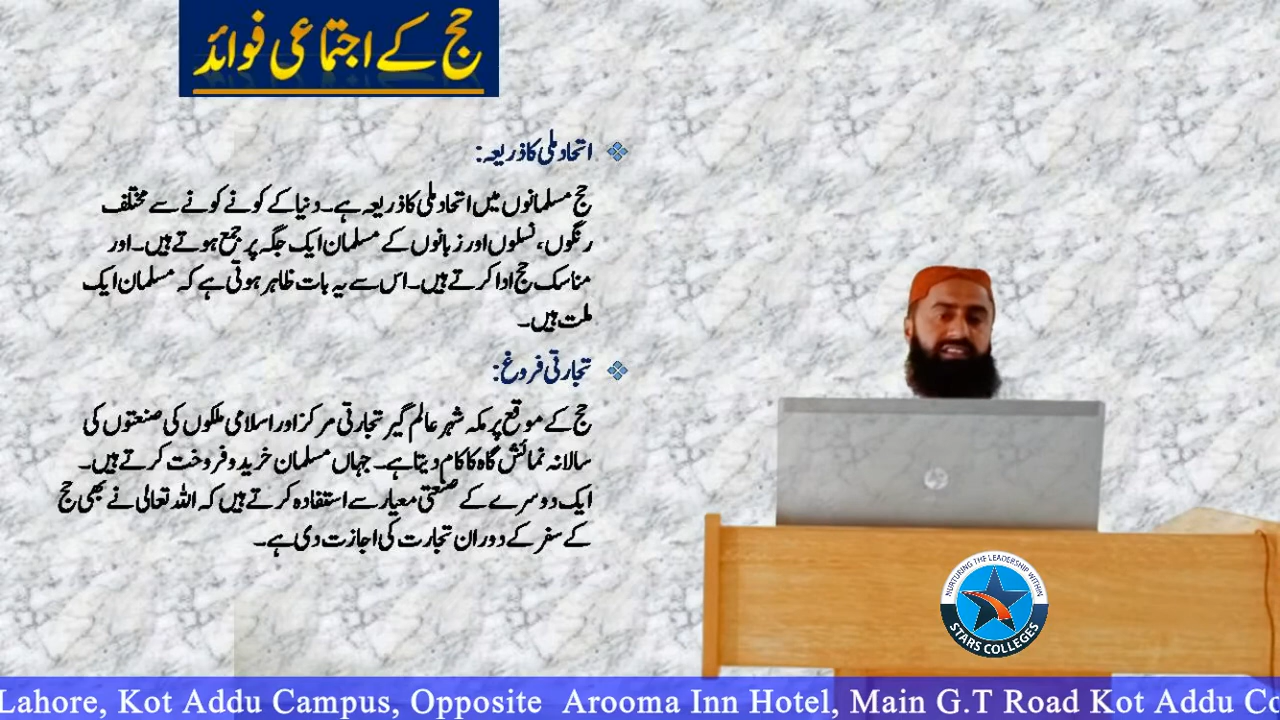 حج کے اجتماعی فوائد
اتحاد ملی کا ذریعہ:
حج مسلمانوں میں اتحاد ملی کا ذریعہ ہے۔ دنیا کے کونے کونے سے مختلف
رنگوں، نسلوں اور زبانوں کے مسلمان ایک جگہ پر جمع ہوتے ہیں۔ اور
مناسک حج ادا کرتے ہیں۔ اس سے یہ بات ظاہر ہوتی ہے کہ مسلمان ایک
ملت ہیں۔
تجارتی فروغ:
حج کے موقع پر مکہ شہر عالم گیر تجارتی مرکز اور اسلامی ملکوں کی صنعتوں کی
سالانہ نمائش گاہ کا کام دیتا ہے۔ جہاں مسلمان خرید و فروخت کرتے ہیں۔
ایک دوسرے کے صنعتی معیار سے استفادہ کرتے ہیں کہ اللہ تعالیٰ نے بھی حج
کے سفر کے دوران تجارت کی اجازت دی ہے۔
hp
NURTURING THE LEADERSHIP WITHIN
STARS COLLEGES
Lahore, Kot Addu Campus, Opposite Arooma Inn Hotel, Main G.T Road Kot Addu Co